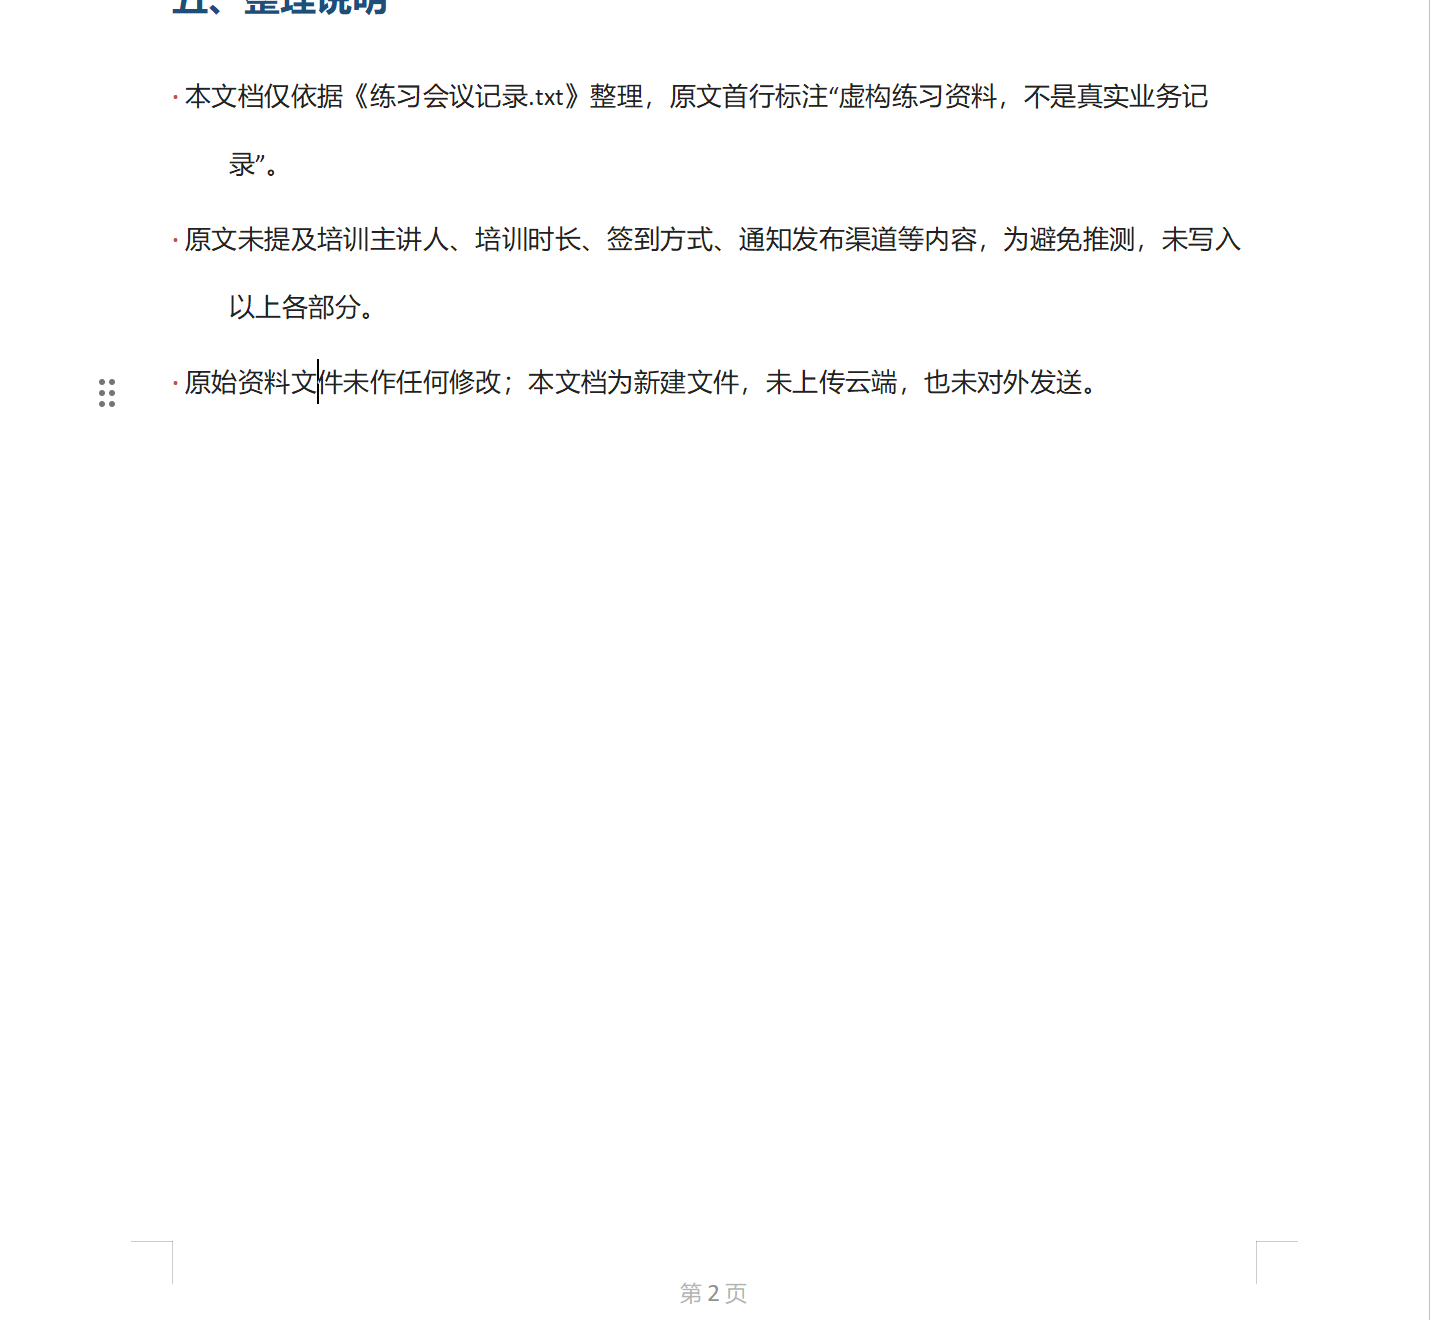 五、整理说明
· 本文档仅依据《练习会议记录.txt》整理，原文首行标注“虚构练习资料，不是真实业务记
录”。
· 原文未提及培训主讲人、培训时长、签到方式、通知发布渠道等内容，为避免推测，未写入
以上各部分。
· 原始资料文件未作任何修改；本文档为新建文件，未上传云端，也未对外发送。
第 2 页